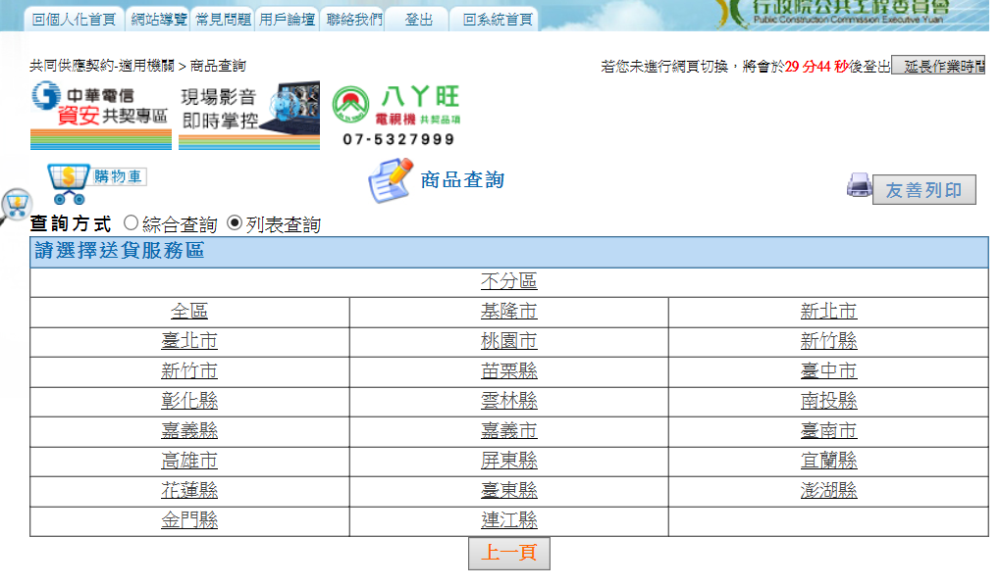 回個人化首頁 網站導覽 常見問題 用戶論壇 聯絡我們 登出 回系統首頁
行政院公共工程委員會
Public Construction Commission Executive Yuan
共同供應契約-適用機關 > 商品查詢
若您未進行網頁切換，將會於29 分44 秒後登出 延長作業時間
中華電信
資安共契專區
現場影音
即時掌控
八丫旺
電視機 共契品項
07-5327999
購物車
商品查詢
友善列印
查詢方式 綜合查詢 列表查詢
請選擇送貨服務區
不分區
全區 基隆市 新北市
臺北市 桃園市 新竹縣
新竹市 苗栗縣 臺中市
彰化縣 雲林縣 南投縣
嘉義縣 嘉義市 臺南市
高雄市 屏東縣 宜蘭縣
花蓮縣 臺東縣 澎湖縣
金門縣 連江縣
上一頁